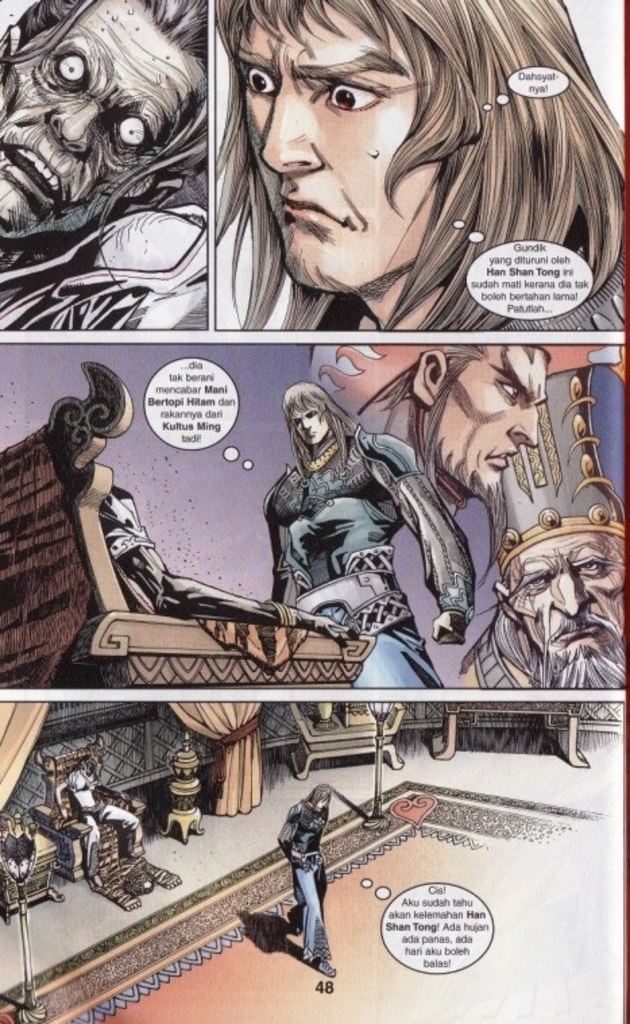 Dahsyat-
nya!
Gundik
yang dituruni oleh
Han Shan Tong ini
sudah mati kerana dia tak
boleh bertahan lama!
Patutlah...
...dia
tak berani
mencabar Mani
Bertopi Hitam dan
rakannya dari
Kultus Ming
tadi!
Cis!
Aku sudah tahu
akan kelemahan Han
Shan Tong! Ada hujan
ada panas, ada
hari aku boleh
balas!
48